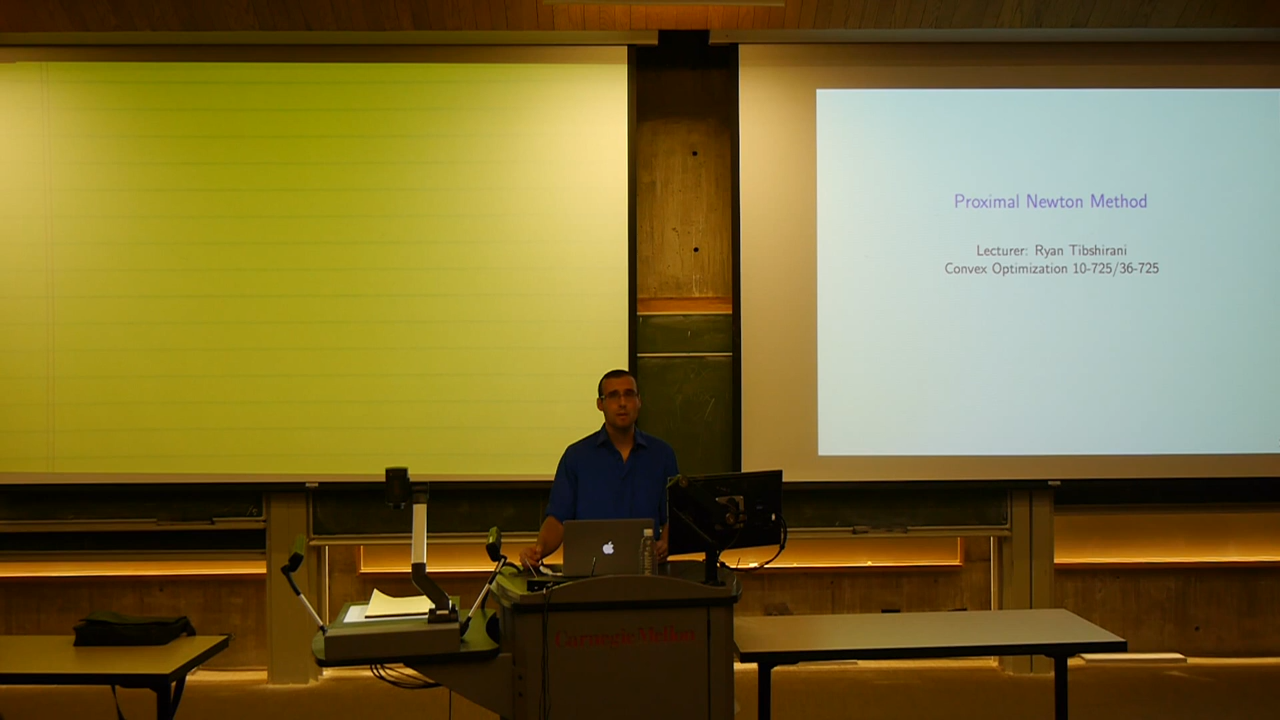 Proximal Newton Method
Lecturer: Ryan Tibshirani
Convex Optimization 10-725/36-725
Carnegie Mellon